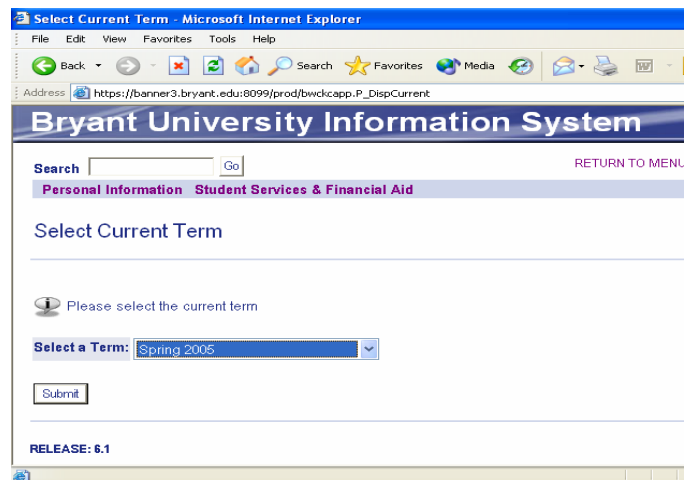 Select Current Term - Microsoft Internet Explorer
File Edit View Favorites Tools Help
Back Search Favorites Media
Address https://banner3.bryant.edu:8099/prod/bwckcapp.P_DispCurrent
Bryant University Information System
Search Go RETURN TO MENU
Personal Information Student Services & Financial Aid
Select Current Term
Please select the current term
Select a Term: Spring 2005
Submit
RELEASE: 6.1